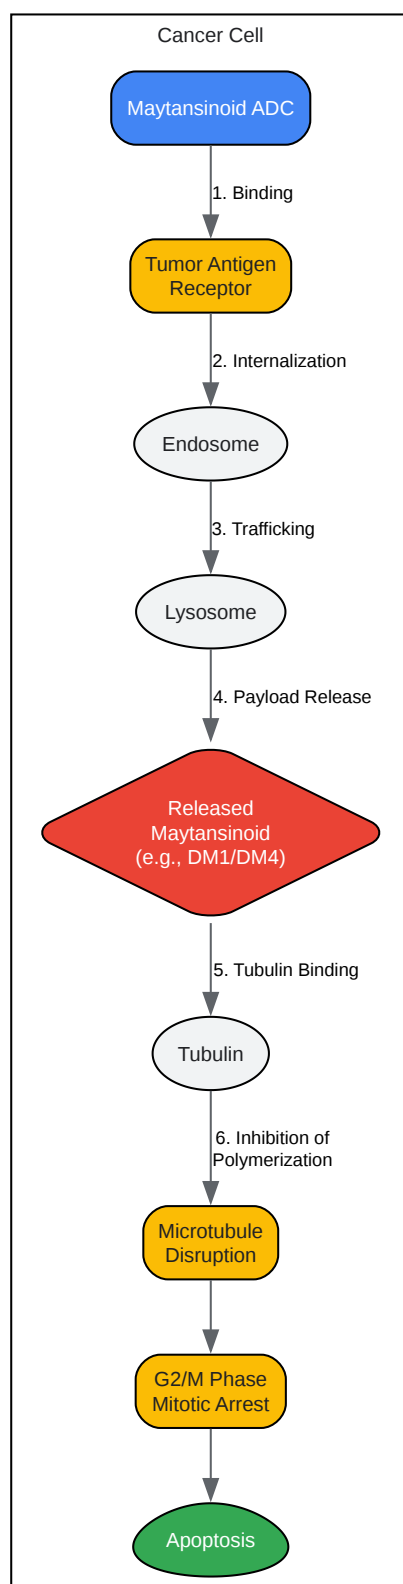 Cancer Cell
Maytansinoid ADC
1. Binding
Tumor Antigen
Receptor
2. Internalization
Endosome
3. Trafficking
Lysosome
4. Payload Release
Released
Maytansinoid
(e.g., DM1/DM4)
5. Tubulin Binding
Tubulin
6. Inhibition of
Polymerization
Microtubule
Disruption
G2/M Phase
Mitotic Arrest
Apoptosis